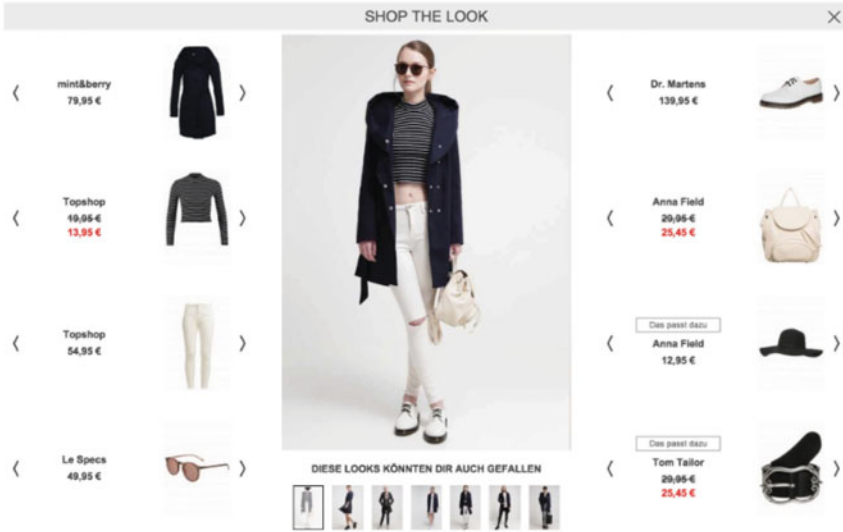 SHOP THE LOOK
mint&berry
79,95 €
Topshop
19,95 €
13,95 €
Topshop
54,95 €
Le Specs
49,95 €
DIESE LOOKS KÖNNTEN DIR AUCH GEFALLEN
Dr. Martens
139,95 €
Anna Field
29,95 €
25,45 €
Das passt dazu
Anna Field
12,95 €
Das passt dazu
Tom Tailor
29,95 €
25,45 €